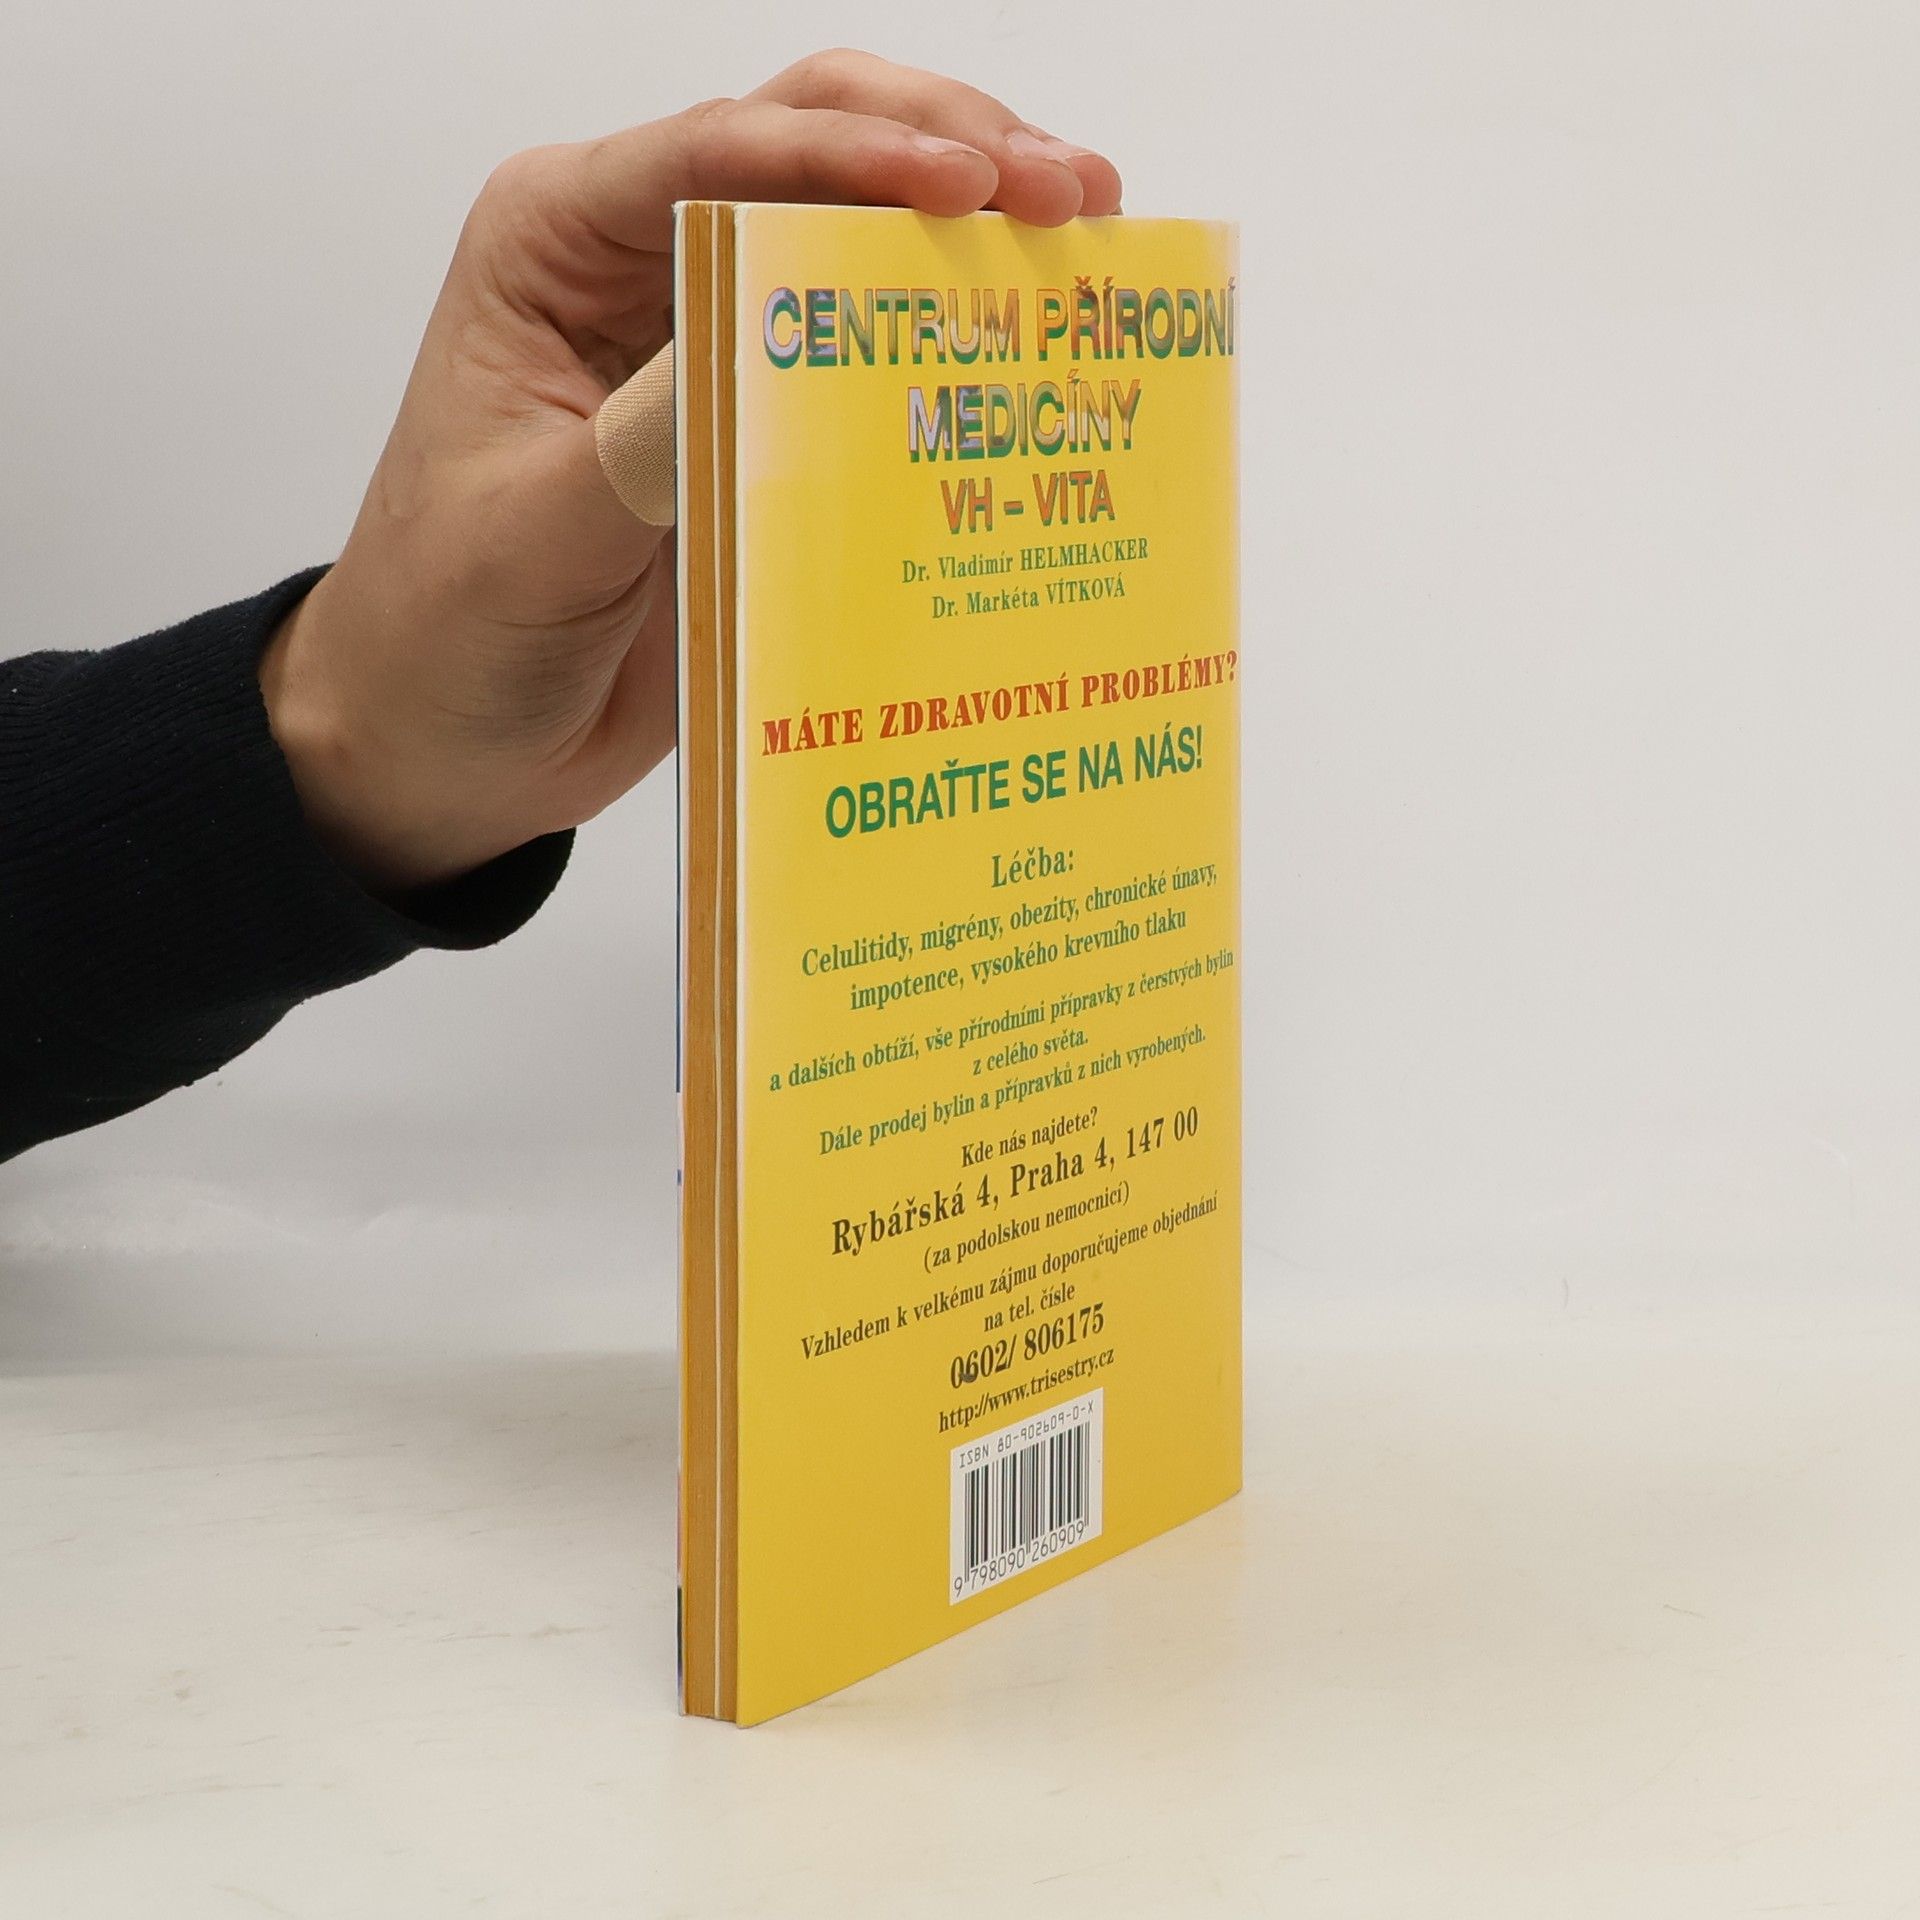 CENTRUM PŘÍRODNÍ
MEDICÍNY
VH – VITA
Dr. Vladimír HELMHACKER
Dr. Markéta VÍTKOVÁ
MÁTE ZDRAVOTNÍ PROBLÉMY?
OBRAŤTE SE NA NÁS!
Léčba:
Celulitidy, migrény, obezity, chronické únavy,
impotence, vysokého krevního tlaku
a dalších obtíží, vše přírodními přípravky z čerstvých bylin
z celého světa.
Dále prodej bylin a přípravků z nich vyrobených.
Kde nás najdete?
Rybářská 4, Praha 4, 147 00
(za podolskou nemocnicí)
Vzhledem k velkému zájmu doporučujeme objednání
na tel. čísle
0602/ 806175
http://www.trisestry.cz
ISBN 80-902609-0-X
9 798090 260909